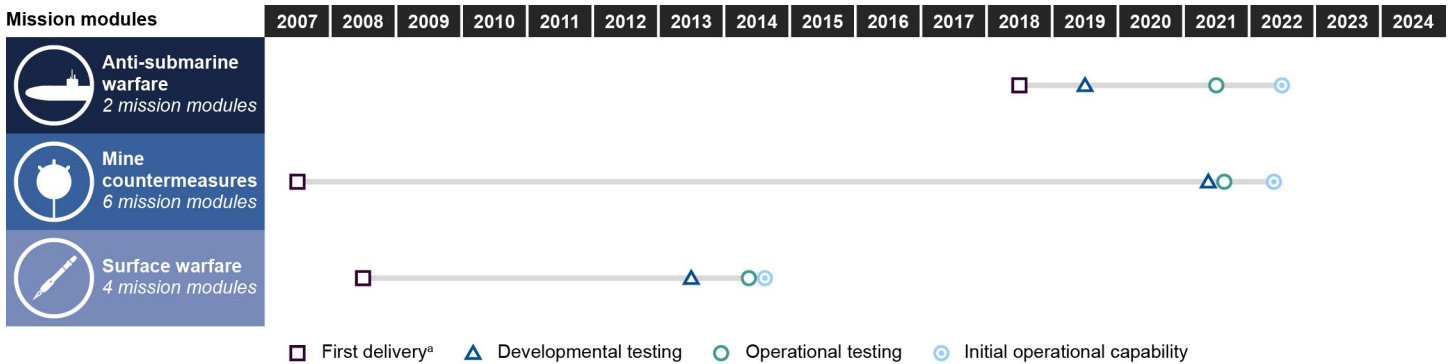 Mission modules 2007 2008 2009 2010 2011 2012 2013 2014 2015 2016 2017 2018 2019 2020 2021 2022 2023 2024
Anti-submarine
warfare
2 mission modules
Mine
countermeasures
6 mission modules
Surface warfare
4 mission modules
First deliveryª Developmental testing Operational testing Initial operational capability